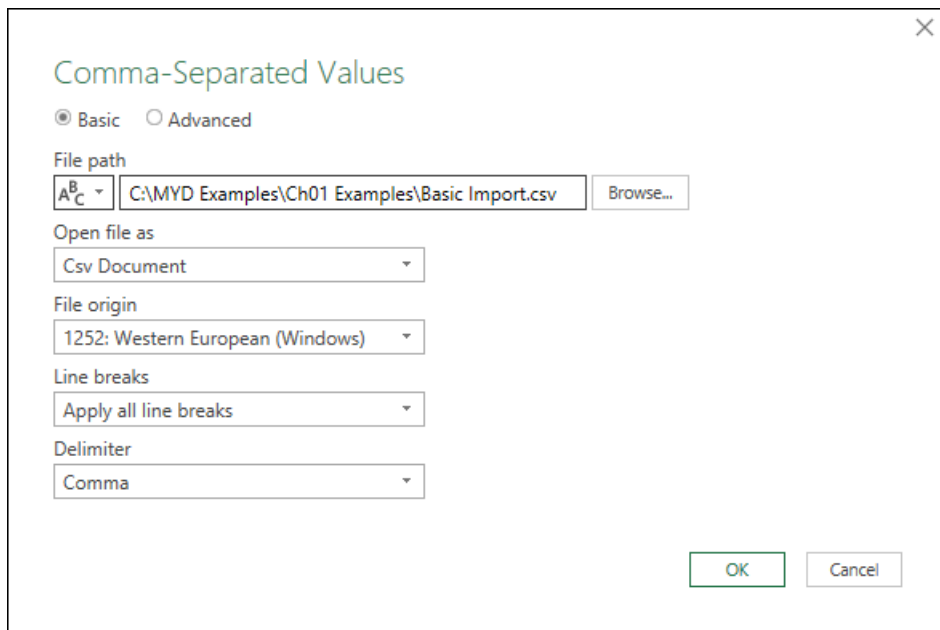 Comma-Separated Values
Basic Advanced
File path
ABC C:\MYD Examples\Ch01 Examples\Basic Import.csv Browse...
Open file as
Csv Document
File origin
1252: Western European (Windows)
Line breaks
Apply all line breaks
Delimiter
Comma
OK Cancel